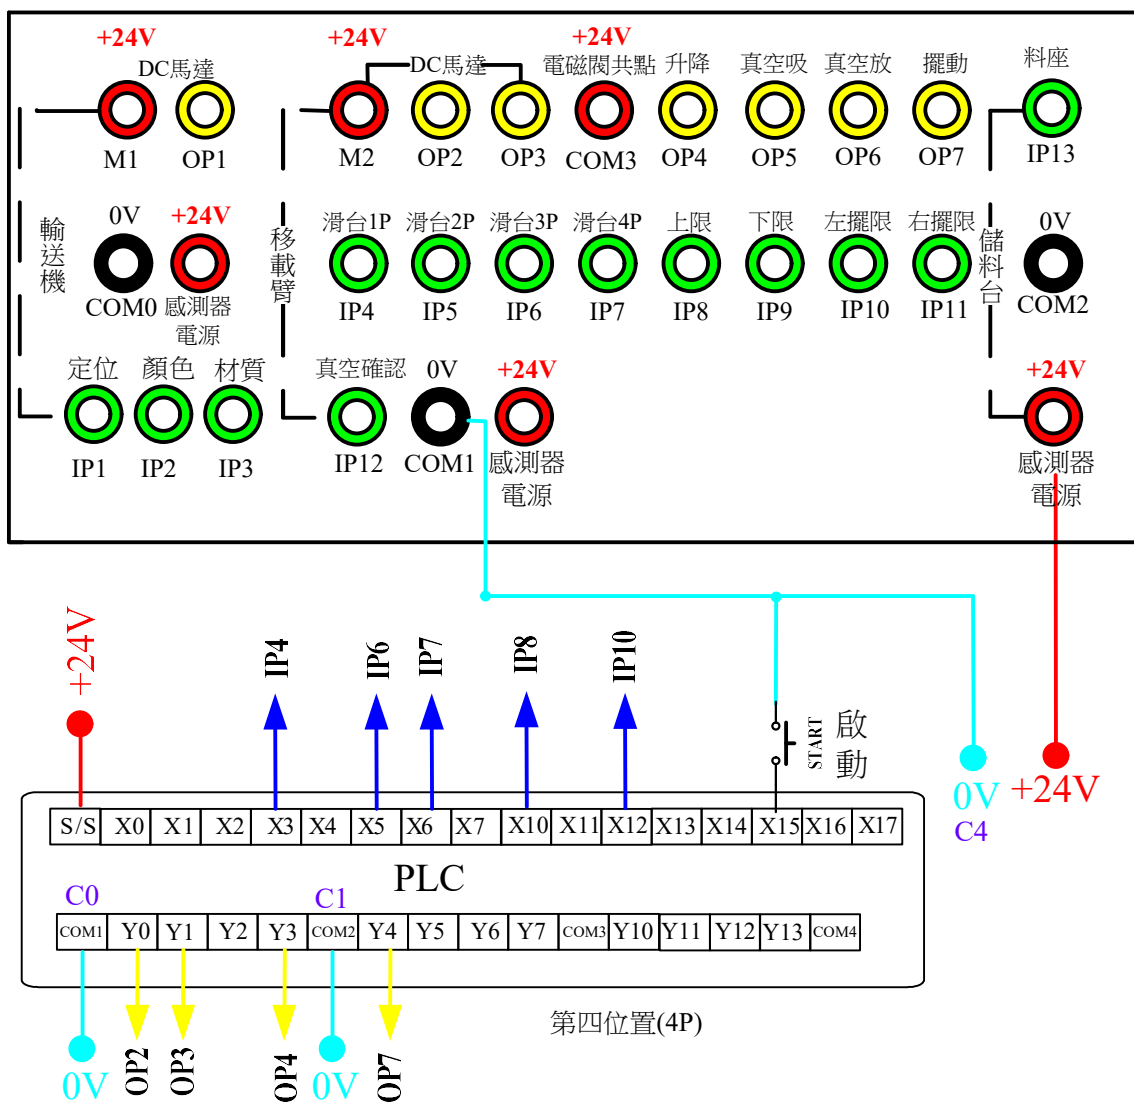 +24V +24V +24V
DC馬達 DC馬達 電磁閥共點 升降 真空吸 真空放 擺動 料座
M1 OP1 M2 OP2 OP3 COM3 OP4 OP5 OP6 OP7 IP13
輸送機
0V +24V
COM0 感測器
電源
移載臂
滑台1P 滑台2P 滑台3P 滑台4P 上限 下限 左擺限 右擺限
IP4 IP5 IP6 IP7 IP8 IP9 IP10 IP11
儲料台
0V
COM2
定位 顏色 材質 真空確認 0V +24V +24V
IP1 IP2 IP3 IP12 COM1 感測器 感測器
電源 電源
+24V IP4 IP6 IP7 IP8 IP10
START 啟動
0V +24V
C4
S/S X0 X1 X2 X3 X4 X5 X6 X7 X10 X11 X12 X13 X14 X15 X16 X17
PLC
C0 C1
COM1 Y0 Y1 Y2 Y3 COM2 Y4 Y5 Y6 Y7 COM3 Y10 Y11 Y12 Y13 COM4
第四位置(4P)
0V OP2 OP3 OP4 0V OP7